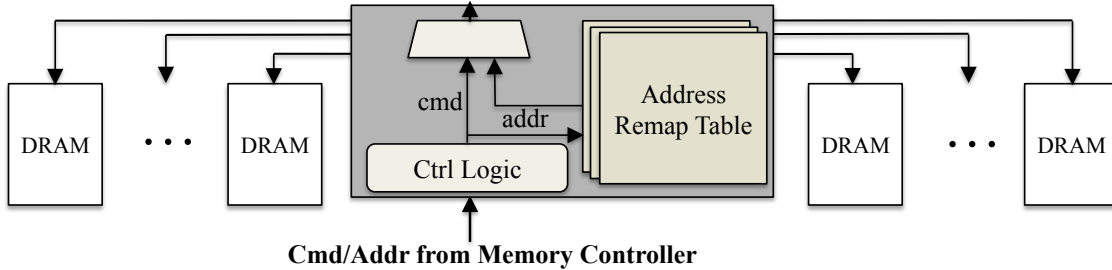 cmd
addr
Address
Remap Table
Ctrl Logic
DRAM
• • •
DRAM
DRAM
• • •
DRAM
Cmd/Addr from Memory Controller